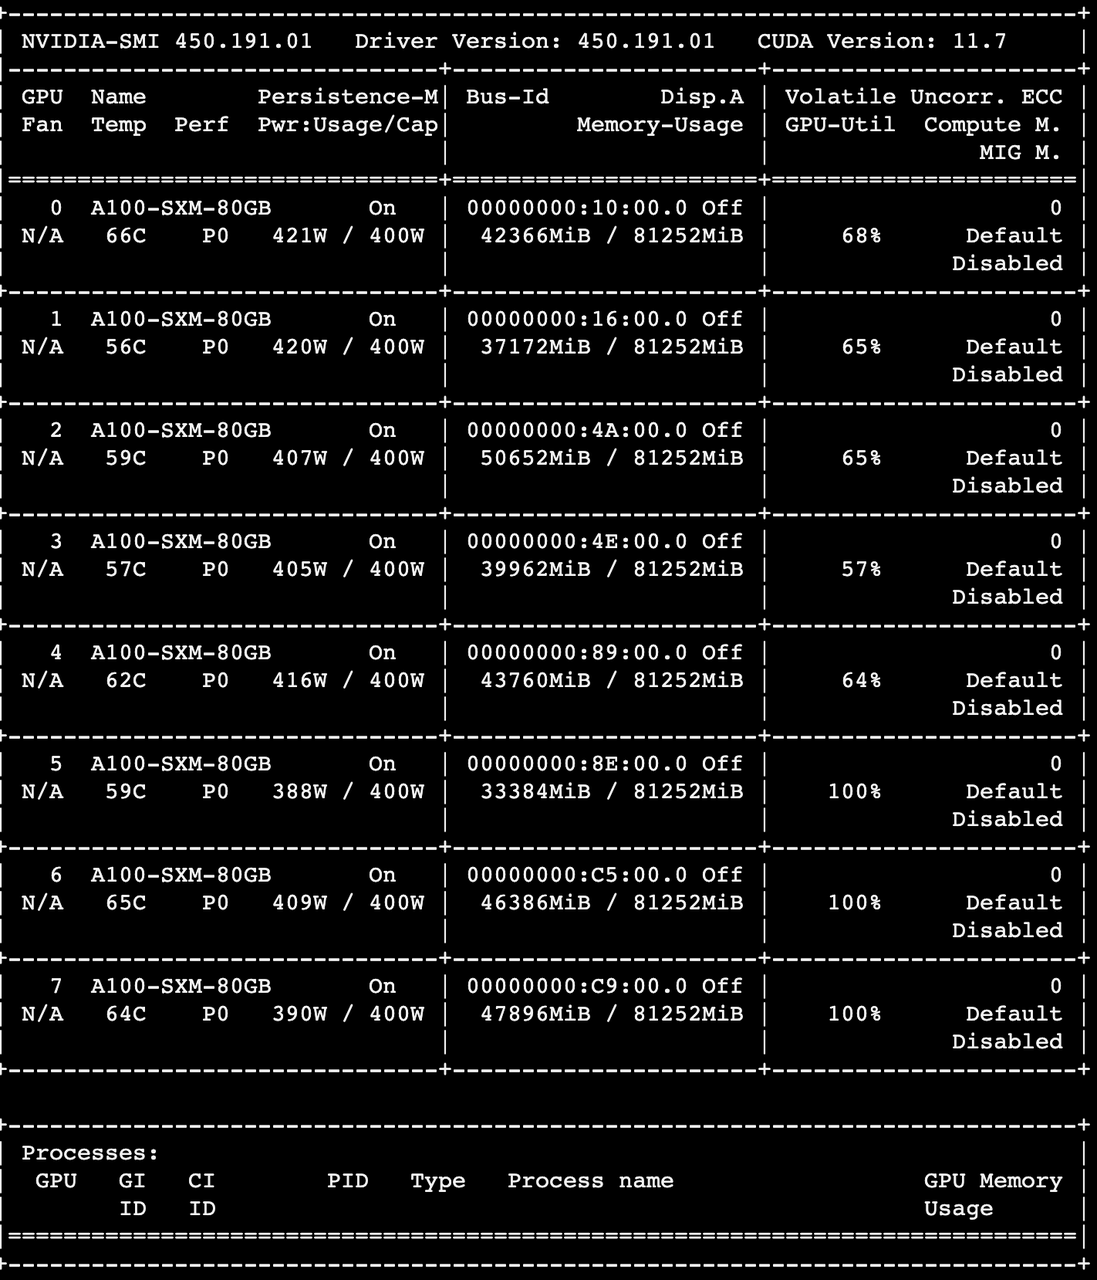 +-----------------------------------------------------------------------------+
| NVIDIA-SMI 450.191.01   Driver Version: 450.191.01   CUDA Version: 11.7     |
|-------------------------------+----------------------+----------------------+
| GPU  Name        Persistence-M| Bus-Id        Disp.A | Volatile Uncorr. ECC |
| Fan  Temp  Perf  Pwr:Usage/Cap|         Memory-Usage | GPU-Util  Compute M. |
|                               |                      |               MIG M. |
|===============================+======================+======================|
|   0  A100-SXM-80GB       On   | 00000000:10:00.0 Off |                    0 |
| N/A   66C    P0   421W / 400W |  42366MiB / 81252MiB |     68%      Default |
|                               |                      |             Disabled |
+-------------------------------+----------------------+----------------------+
|   1  A100-SXM-80GB       On   | 00000000:16:00.0 Off |                    0 |
| N/A   56C    P0   420W / 400W |  37172MiB / 81252MiB |     65%      Default |
|                               |                      |             Disabled |
+-------------------------------+----------------------+----------------------+
|   2  A100-SXM-80GB       On   | 00000000:4A:00.0 Off |                    0 |
| N/A   59C    P0   407W / 400W |  50652MiB / 81252MiB |     65%      Default |
|                               |                      |             Disabled |
+-------------------------------+----------------------+----------------------+
|   3  A100-SXM-80GB       On   | 00000000:4E:00.0 Off |                    0 |
| N/A   57C    P0   405W / 400W |  39962MiB / 81252MiB |     57%      Default |
|                               |                      |             Disabled |
+-------------------------------+----------------------+----------------------+
|   4  A100-SXM-80GB       On   | 00000000:89:00.0 Off |                    0 |
| N/A   62C    P0   416W / 400W |  43760MiB / 81252MiB |     64%      Default |
|                               |                      |             Disabled |
+-------------------------------+----------------------+----------------------+
|   5  A100-SXM-80GB       On   | 00000000:8E:00.0 Off |                    0 |
| N/A   59C    P0   388W / 400W |  33384MiB / 81252MiB |    100%      Default |
|                               |                      |             Disabled |
+-------------------------------+----------------------+----------------------+
|   6  A100-SXM-80GB       On   | 00000000:C5:00.0 Off |                    0 |
| N/A   65C    P0   409W / 400W |  46386MiB / 81252MiB |    100%      Default |
|                               |                      |             Disabled |
+-------------------------------+----------------------+----------------------+
|   7  A100-SXM-80GB       On   | 00000000:C9:00.0 Off |                    0 |
| N/A   64C    P0   390W / 400W |  47896MiB / 81252MiB |    100%      Default |
|                               |                      |             Disabled |
+-------------------------------+----------------------+----------------------+

+-----------------------------------------------------------------------------+
| Processes:                                                                  |
|  GPU   GI   CI        PID   Type   Process name                  GPU Memory |
|        ID   ID                                                   Usage      |
|=============================================================================|
+-----------------------------------------------------------------------------+